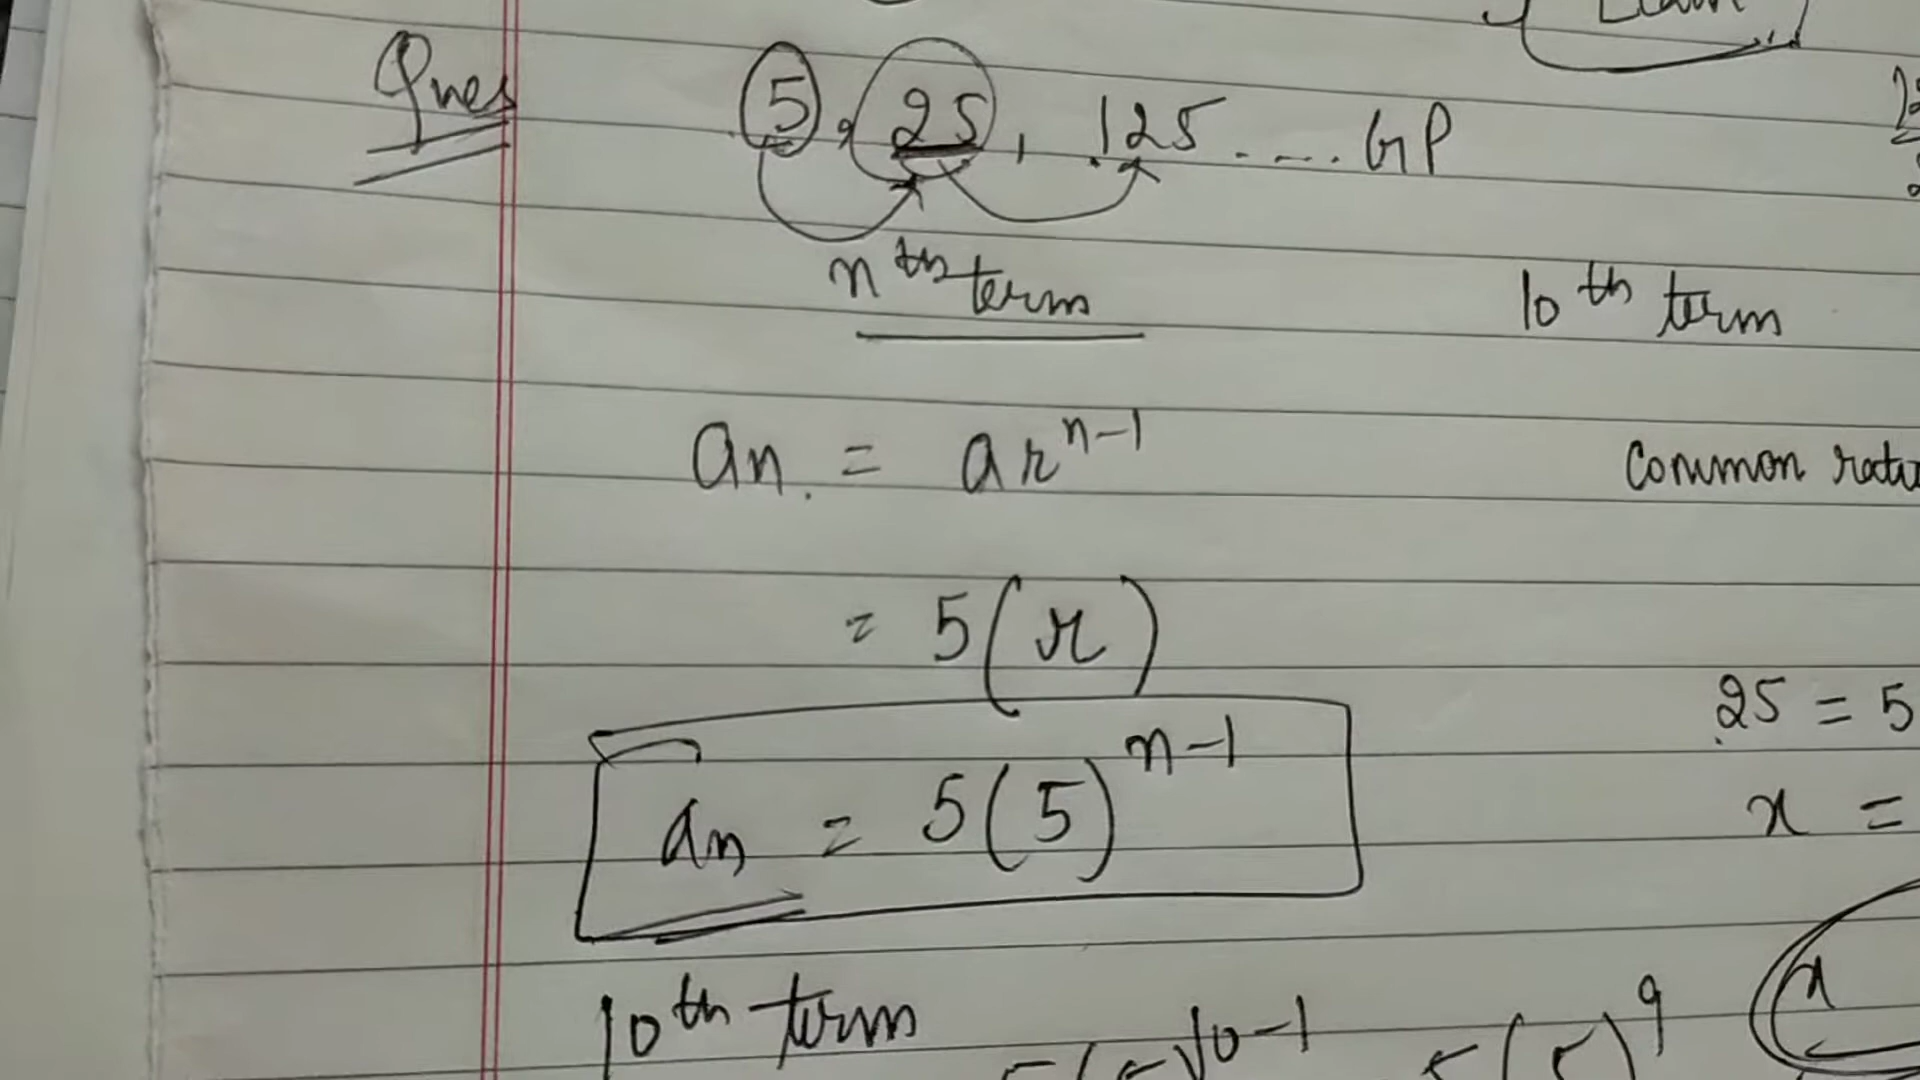 Ques 5, 25, 125 .... GP
nth term
10th term
an = ar^n-1
Common ratio
= 5(r)
25 = 5
an = 5(5)^n-1
x =
10th term
5(5)^10-1 5(5)^9
x